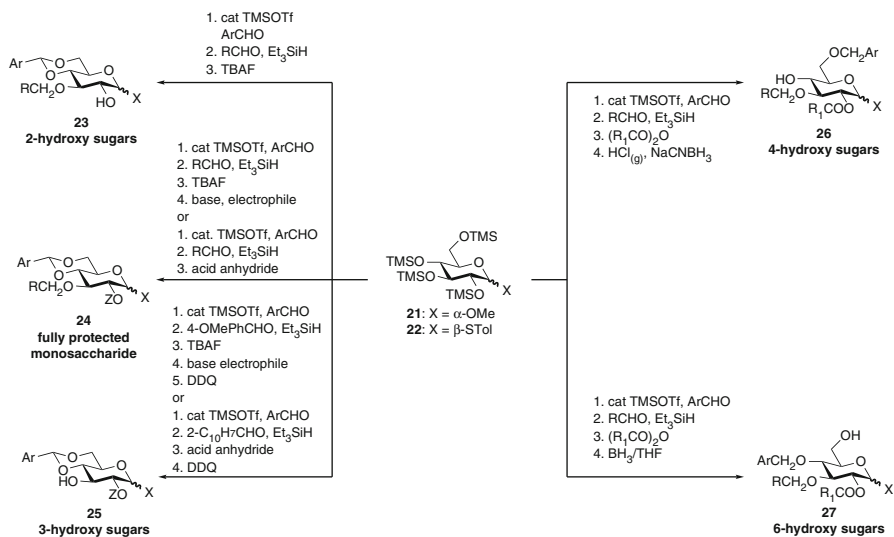 1. cat TMSOTf
ArCHO
2. RCHO, Et3SiH
3. TBAF
Ar
O
O
O
RCH2O
HO
X
23
2-hydroxy sugars
1. cat TMSOTf, ArCHO
2. RCHO, Et3SiH
3. TBAF
4. base, electrophile
or
1. cat. TMSOTf, ArCHO
2. RCHO, Et3SiH
3. acid anhydride
Ar
O
O
O
RCH2O
ZO
X
24
fully protected
monosaccharide
1. cat TMSOTf, ArCHO
2. 4-OMePhCHO, Et3SiH
3. TBAF
4. base electrophile
5. DDQ
or
1. cat TMSOTf, ArCHO
2. 2-C10H7CHO, Et3SiH
3. acid anhydride
4. DDQ
Ar
O
O
O
HO
ZO
X
25
3-hydroxy sugars
OTMS
TMSO
O
TMSO
TMSO
X
21: X = α-OMe
22: X = β-STol
1. cat TMSOTf, ArCHO
2. RCHO, Et3SiH
3. (R1CO)2O
4. HCl(g), NaCNBH3
OCH2Ar
HO
O
RCH2O
R1COO
X
26
4-hydroxy sugars
1. cat TMSOTf, ArCHO
2. RCHO, Et3SiH
3. (R1CO)2O
4. BH3/THF
OH
ArCH2O
O
RCH2O
R1COO
X
27
6-hydroxy sugars